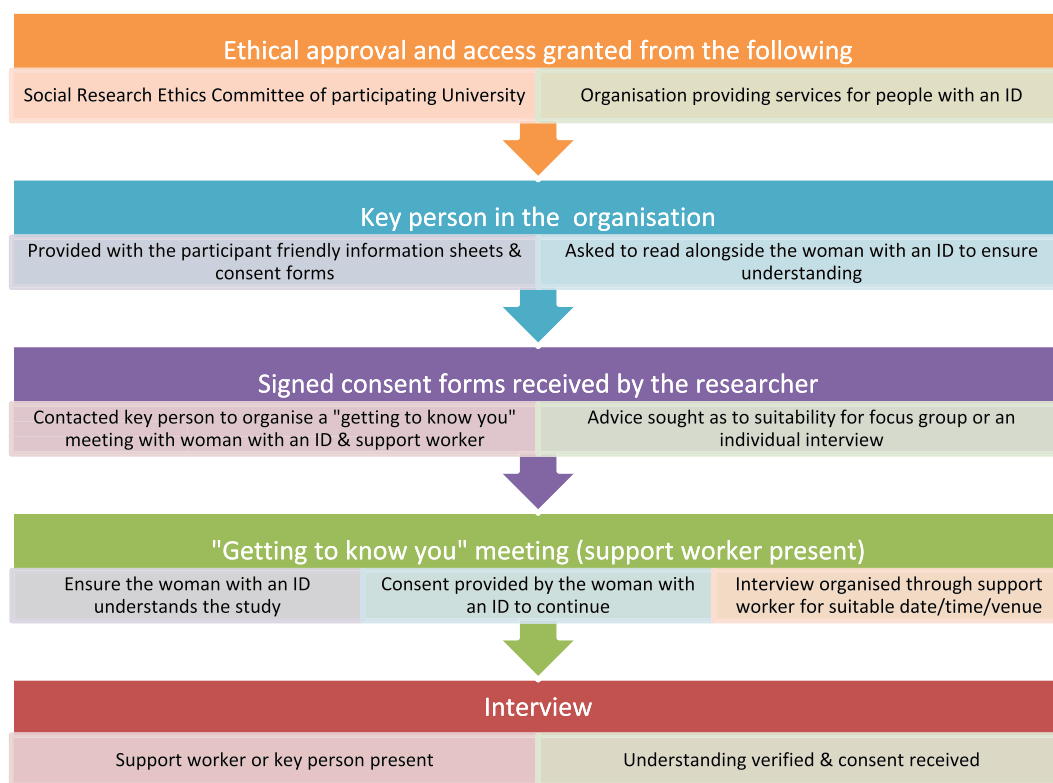 Ethical approval and access granted from the following
Social Research Ethics Committee of participating University
Organisation providing services for people with an ID
Key person in the  organisation
Provided with the participant friendly information sheets &
consent forms
Asked to read alongside the woman with an ID to ensure
understanding
Signed consent forms received by the researcher
Contacted key person to organise a "getting to know you"
meeting with woman with an ID & support worker
Advice sought as to suitability for focus group or an
individual interview
"Getting to know you" meeting (support worker present)
Ensure the woman with an ID
understands the study
Consent provided by the woman with
an ID to continue
Interview organised through support
worker for suitable date/time/venue
Interview
Support worker or key person present
Understanding verified & consent received